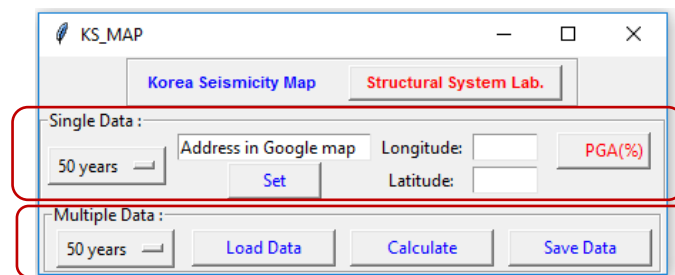 KS_MAP
Korea Seismicity Map Structural System Lab.
Single Data :
50 years Address in Google map Longitude: PGA(%)
Set Latitude:
Multiple Data :
50 years Load Data Calculate Save Data